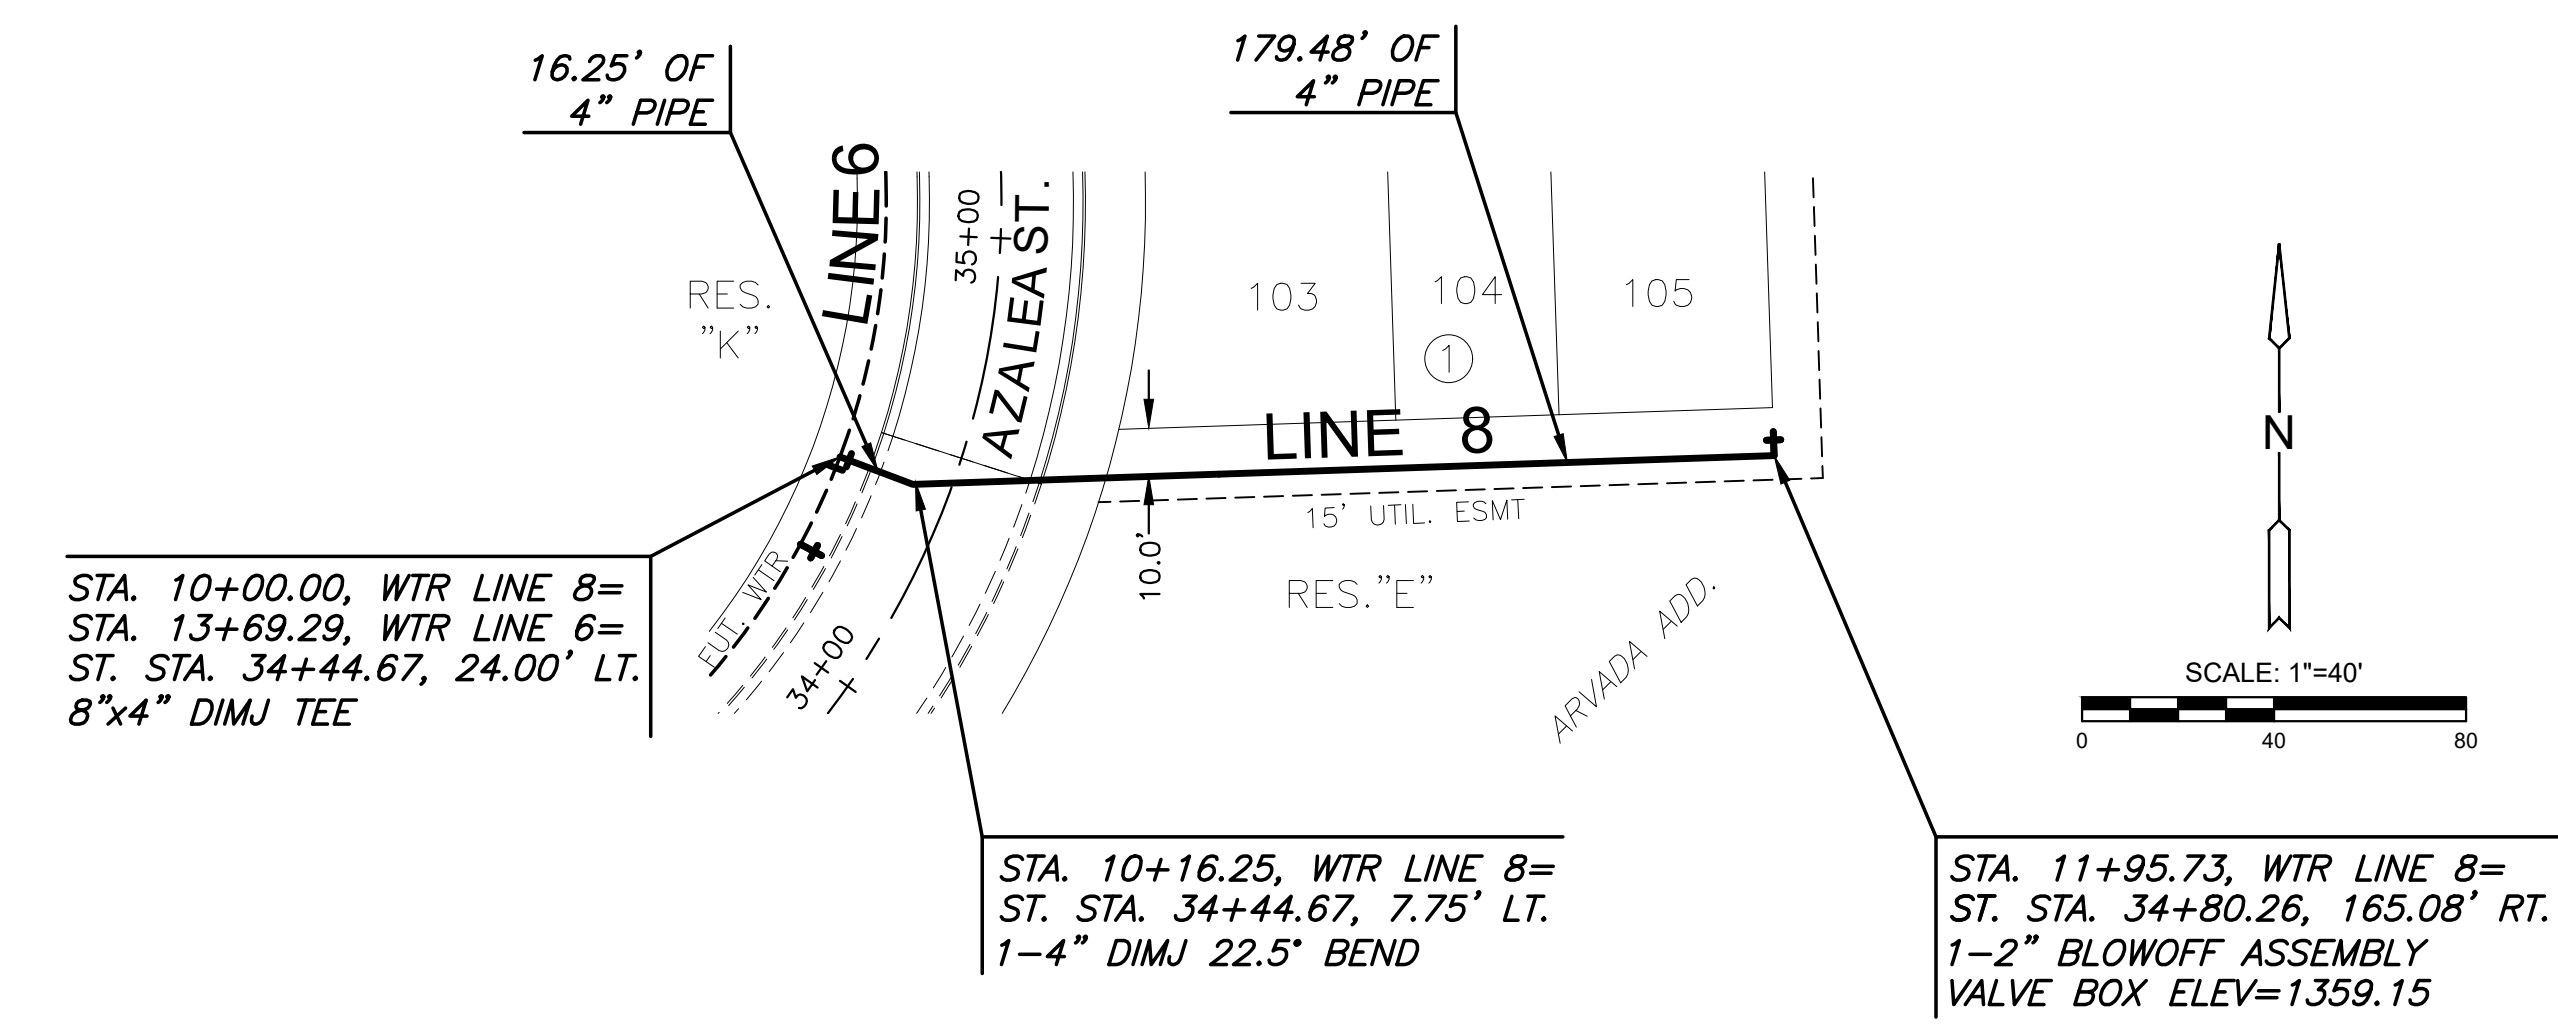 16.25' OF
4" PIPE
179.48' OF
4" PIPE
LINE 6
35+00
AZALEA ST.
RES.
"K"
103
104
105
1
LINE 8
15' UTIL. ESMT
10.0'
RES. "E"
ARVADA ADD.
FUT. WTR
34+00
STA. 10+00.00, WTR LINE 8=
STA. 13+69.29, WTR LINE 6=
ST. STA. 34+44.67, 24.00' LT.
8"x4" DIMJ TEE
STA. 10+16.25, WTR LINE 8=
ST. STA. 34+44.67, 7.75' LT.
1-4" DIMJ 22.5° BEND
STA. 11+95.73, WTR LINE 8=
ST. STA. 34+80.26, 165.08' RT.
1-2" BLOWOFF ASSEMBLY
VALVE BOX ELEV=1359.15
N
SCALE: 1"=40'
0 40 80